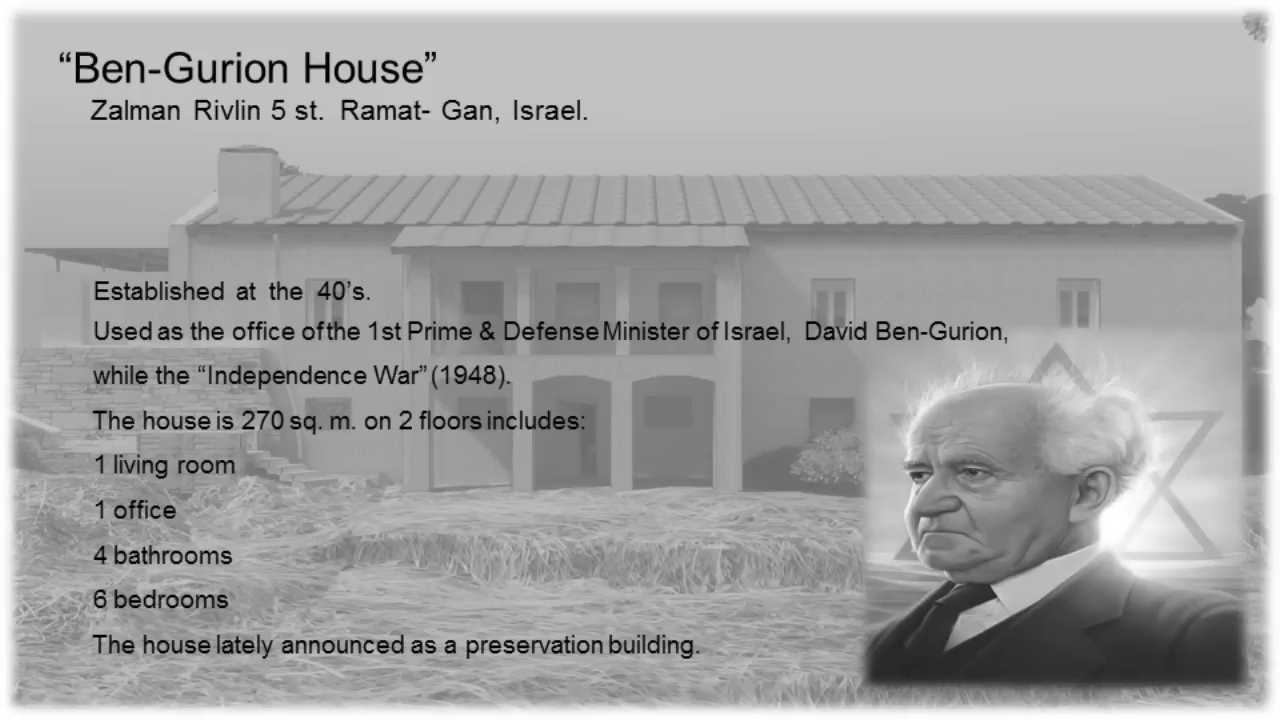 “Ben-Gurion House”
Zalman Rivlin 5 st. Ramat- Gan, Israel.
Established at the 40’s.
Used as the office of the 1st Prime & Defense Minister of Israel, David Ben-Gurion,
while the “Independence War” (1948).
The house is 270 sq. m. on 2 floors includes:
1 living room
1 office
4 bathrooms
6 bedrooms
The house lately announced as a preservation building.